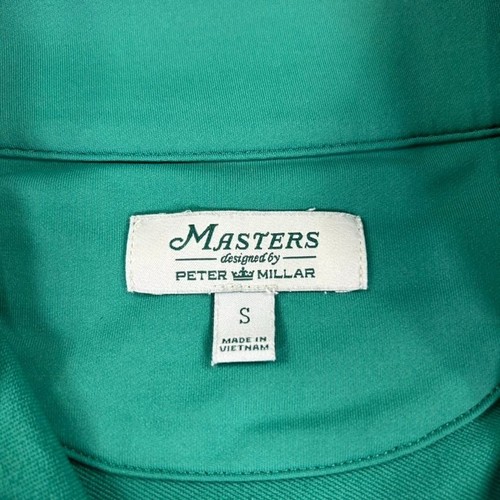 MASTERS
designed by
PETER MILLAR
S
MADE IN
VIETNAM